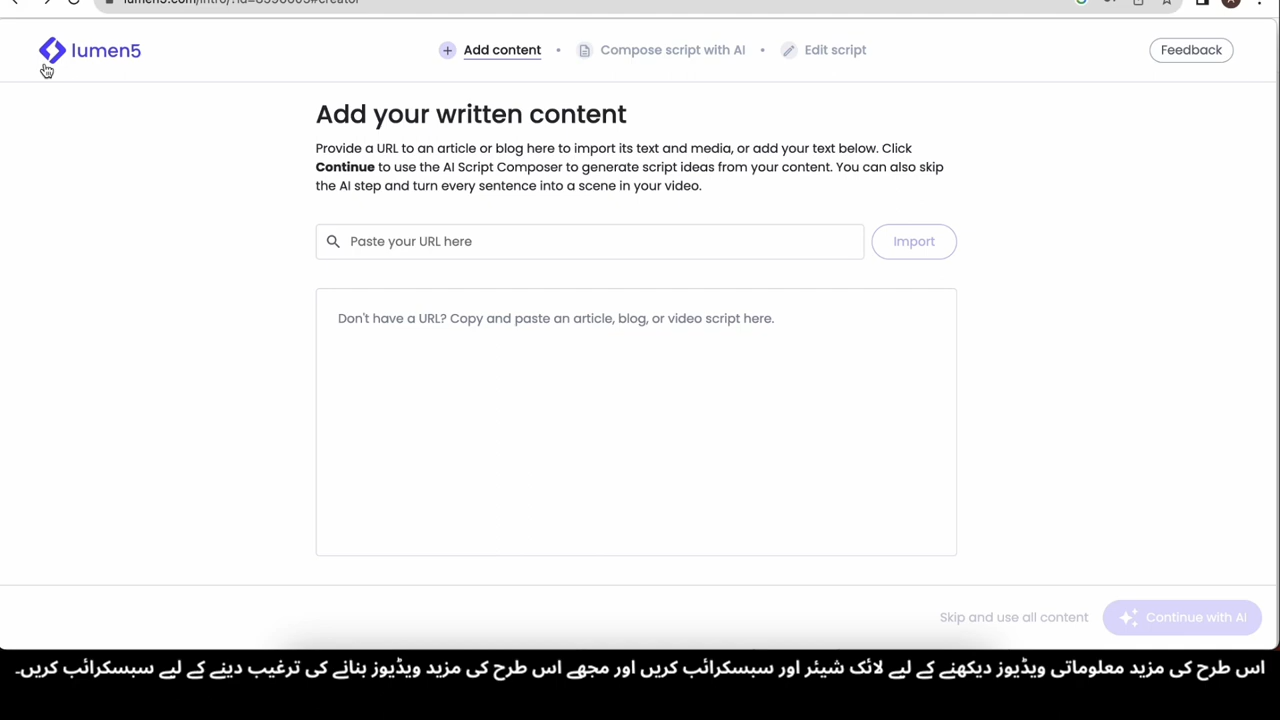 lumen5
Add content • Compose script with AI • Edit script
Feedback
Add your written content
Provide a URL to an article or blog here to import its text and media, or add your text below. Click
Continue to use the AI Script Composer to generate script ideas from your content. You can also skip
the AI step and turn every sentence into a scene in your video.
Paste your URL here
Import
Don't have a URL? Copy and paste an article, blog, or video script here.
Skip and use all content
Continue with AI
اس طرح کی مزید معلوماتی ویڈیوز دیکھنے کے لیے لائک شیئر اور سبسکرائب کریں اور مجھے اس طرح کی مزید ویڈیوز بنانے کی ترغیب دینے کے لیے سبسکرائب کریں۔